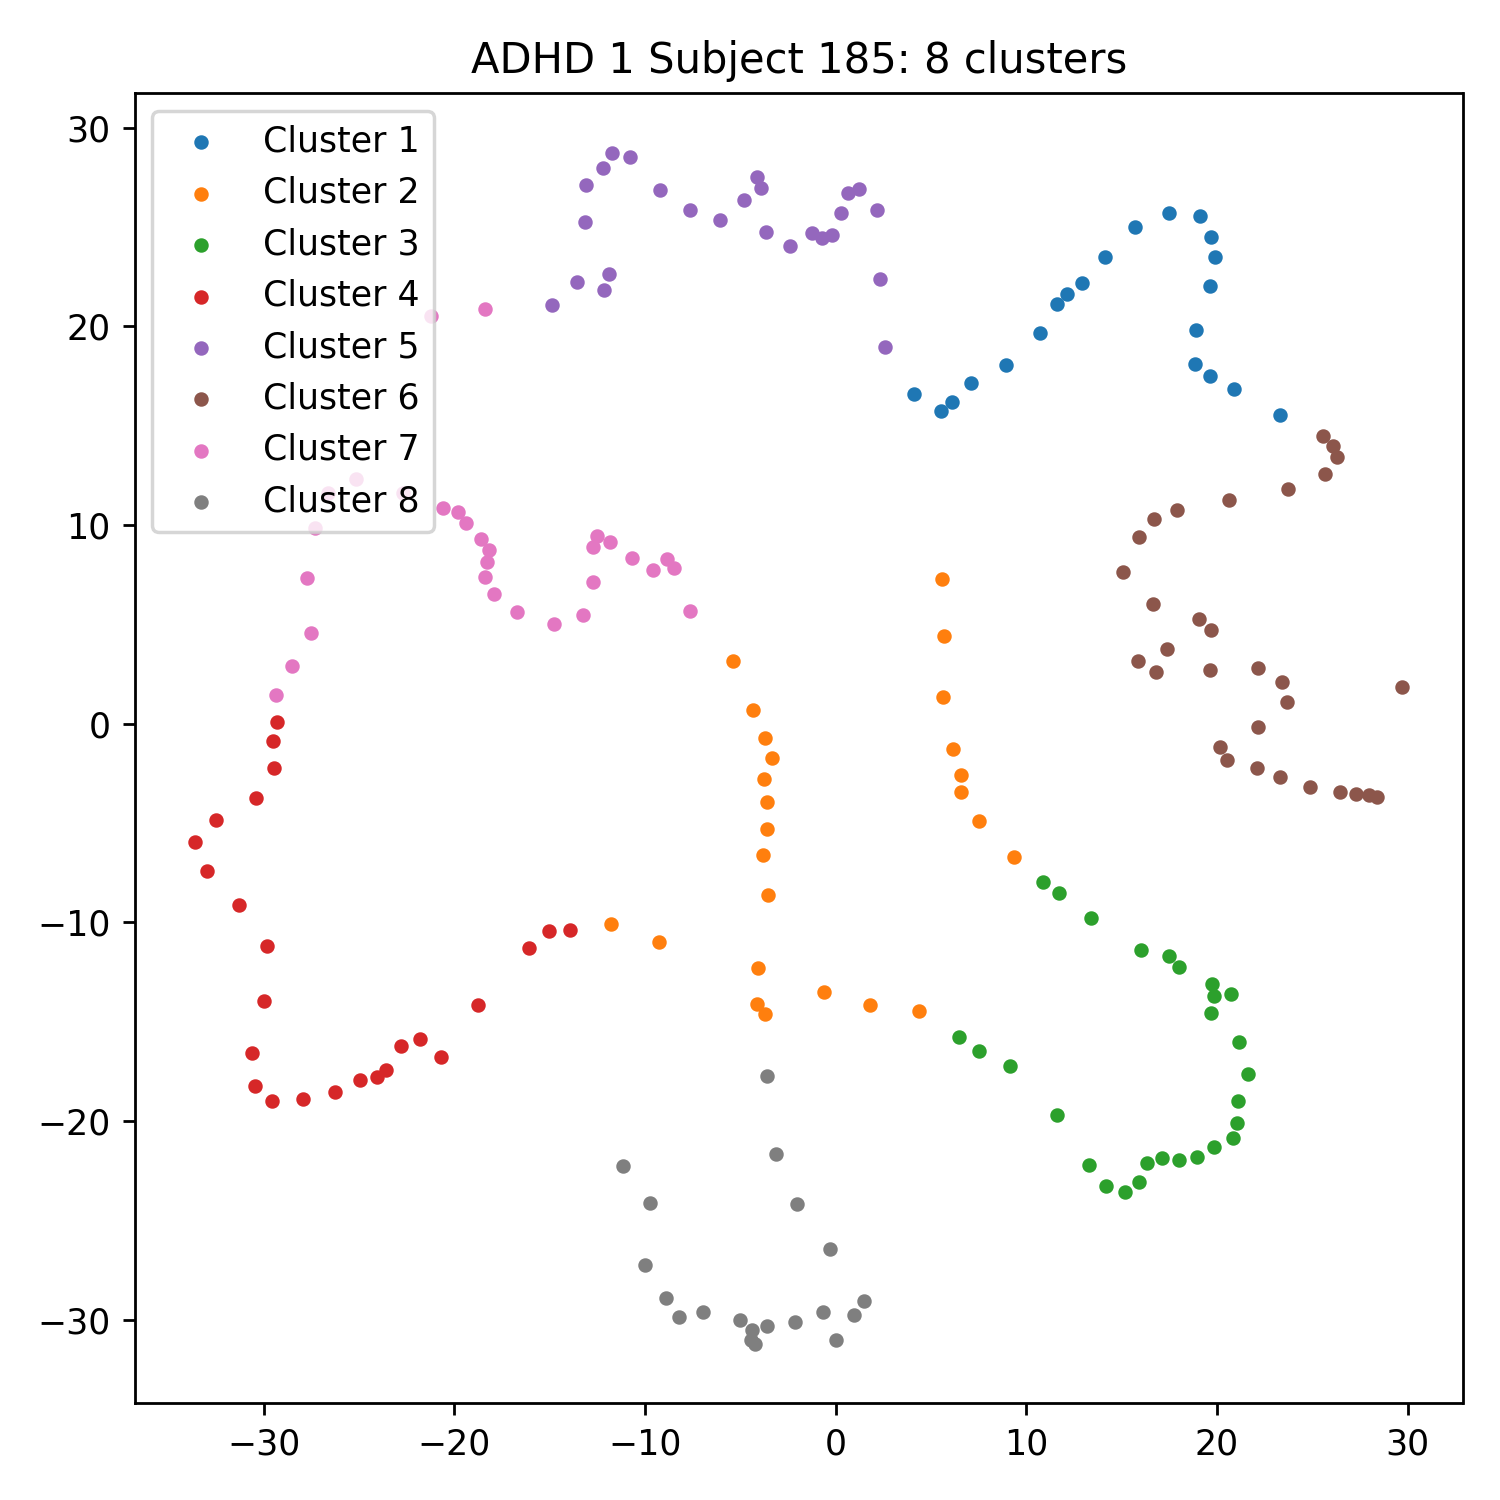 ADHD 1 Subject 185: 8 clusters
30
20
10
0
−10
−20
−30
Cluster 1
Cluster 2
Cluster 3
Cluster 4
Cluster 5
Cluster 6
Cluster 7
Cluster 8
−30 −20 −10 0 10 20 30